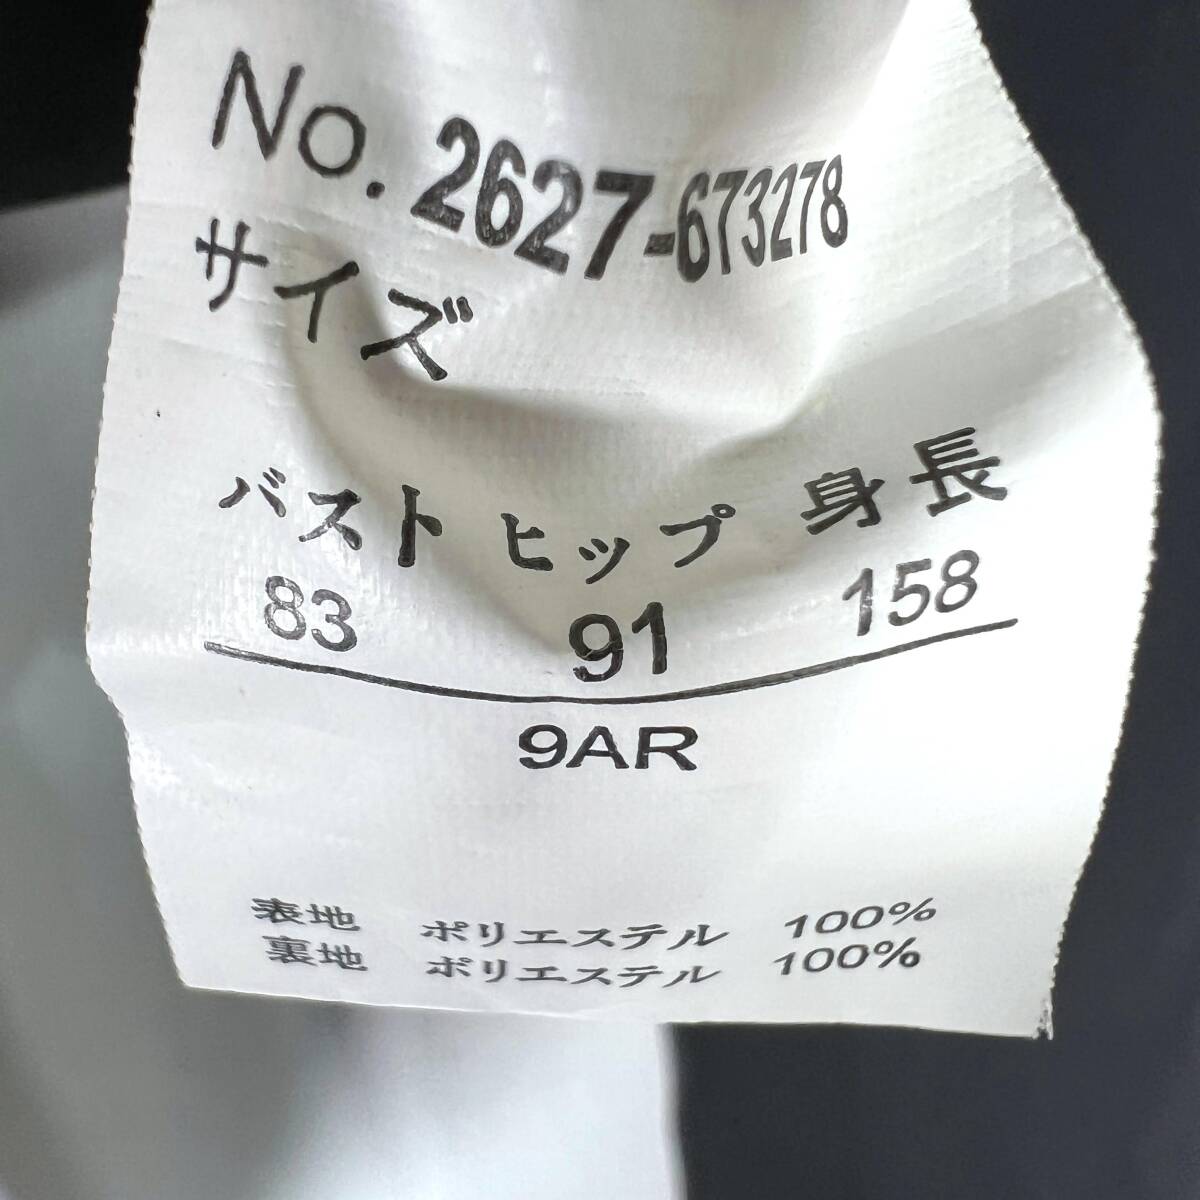 No. 2627-673278
サイズ
バスト ヒップ 身長
83 91 158
9AR
表地 ポリエステル 100%
裏地 ポリエステル 100%